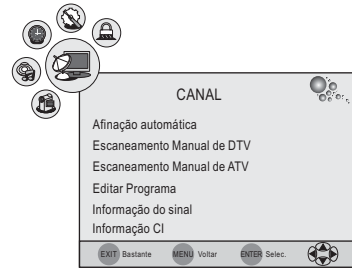 CANAL
Afinação automática
Escaneamento Manual de DTV
Escaneamento Manual de ATV
Editar Programa
Informação do sinal
Informação CI
EXIT Bastante MENU Voltar ENTER Selec.